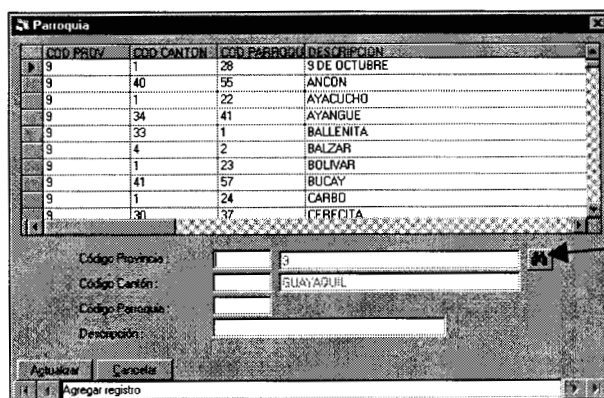 Parroquia
COD PROV COD CANTON COD PARROQU DESCRIPCION
9 1 28 9 DE OCTUBRE
9 40 55 ANCON
9 1 22 AYACUCHO
9 34 41 AYANGUE
9 33 1 BALLENITA
9 4 2 BALZAR
9 1 23 BOLIVAR
9 41 57 BUCAY
9 1 24 CARBO
9 30 37 CERECITA
Código Provincia : 3
Código Cantón : GUAYAQUIL
Código Parroquia :
Descripción :
Actualizar Cancelar
Agregar registro